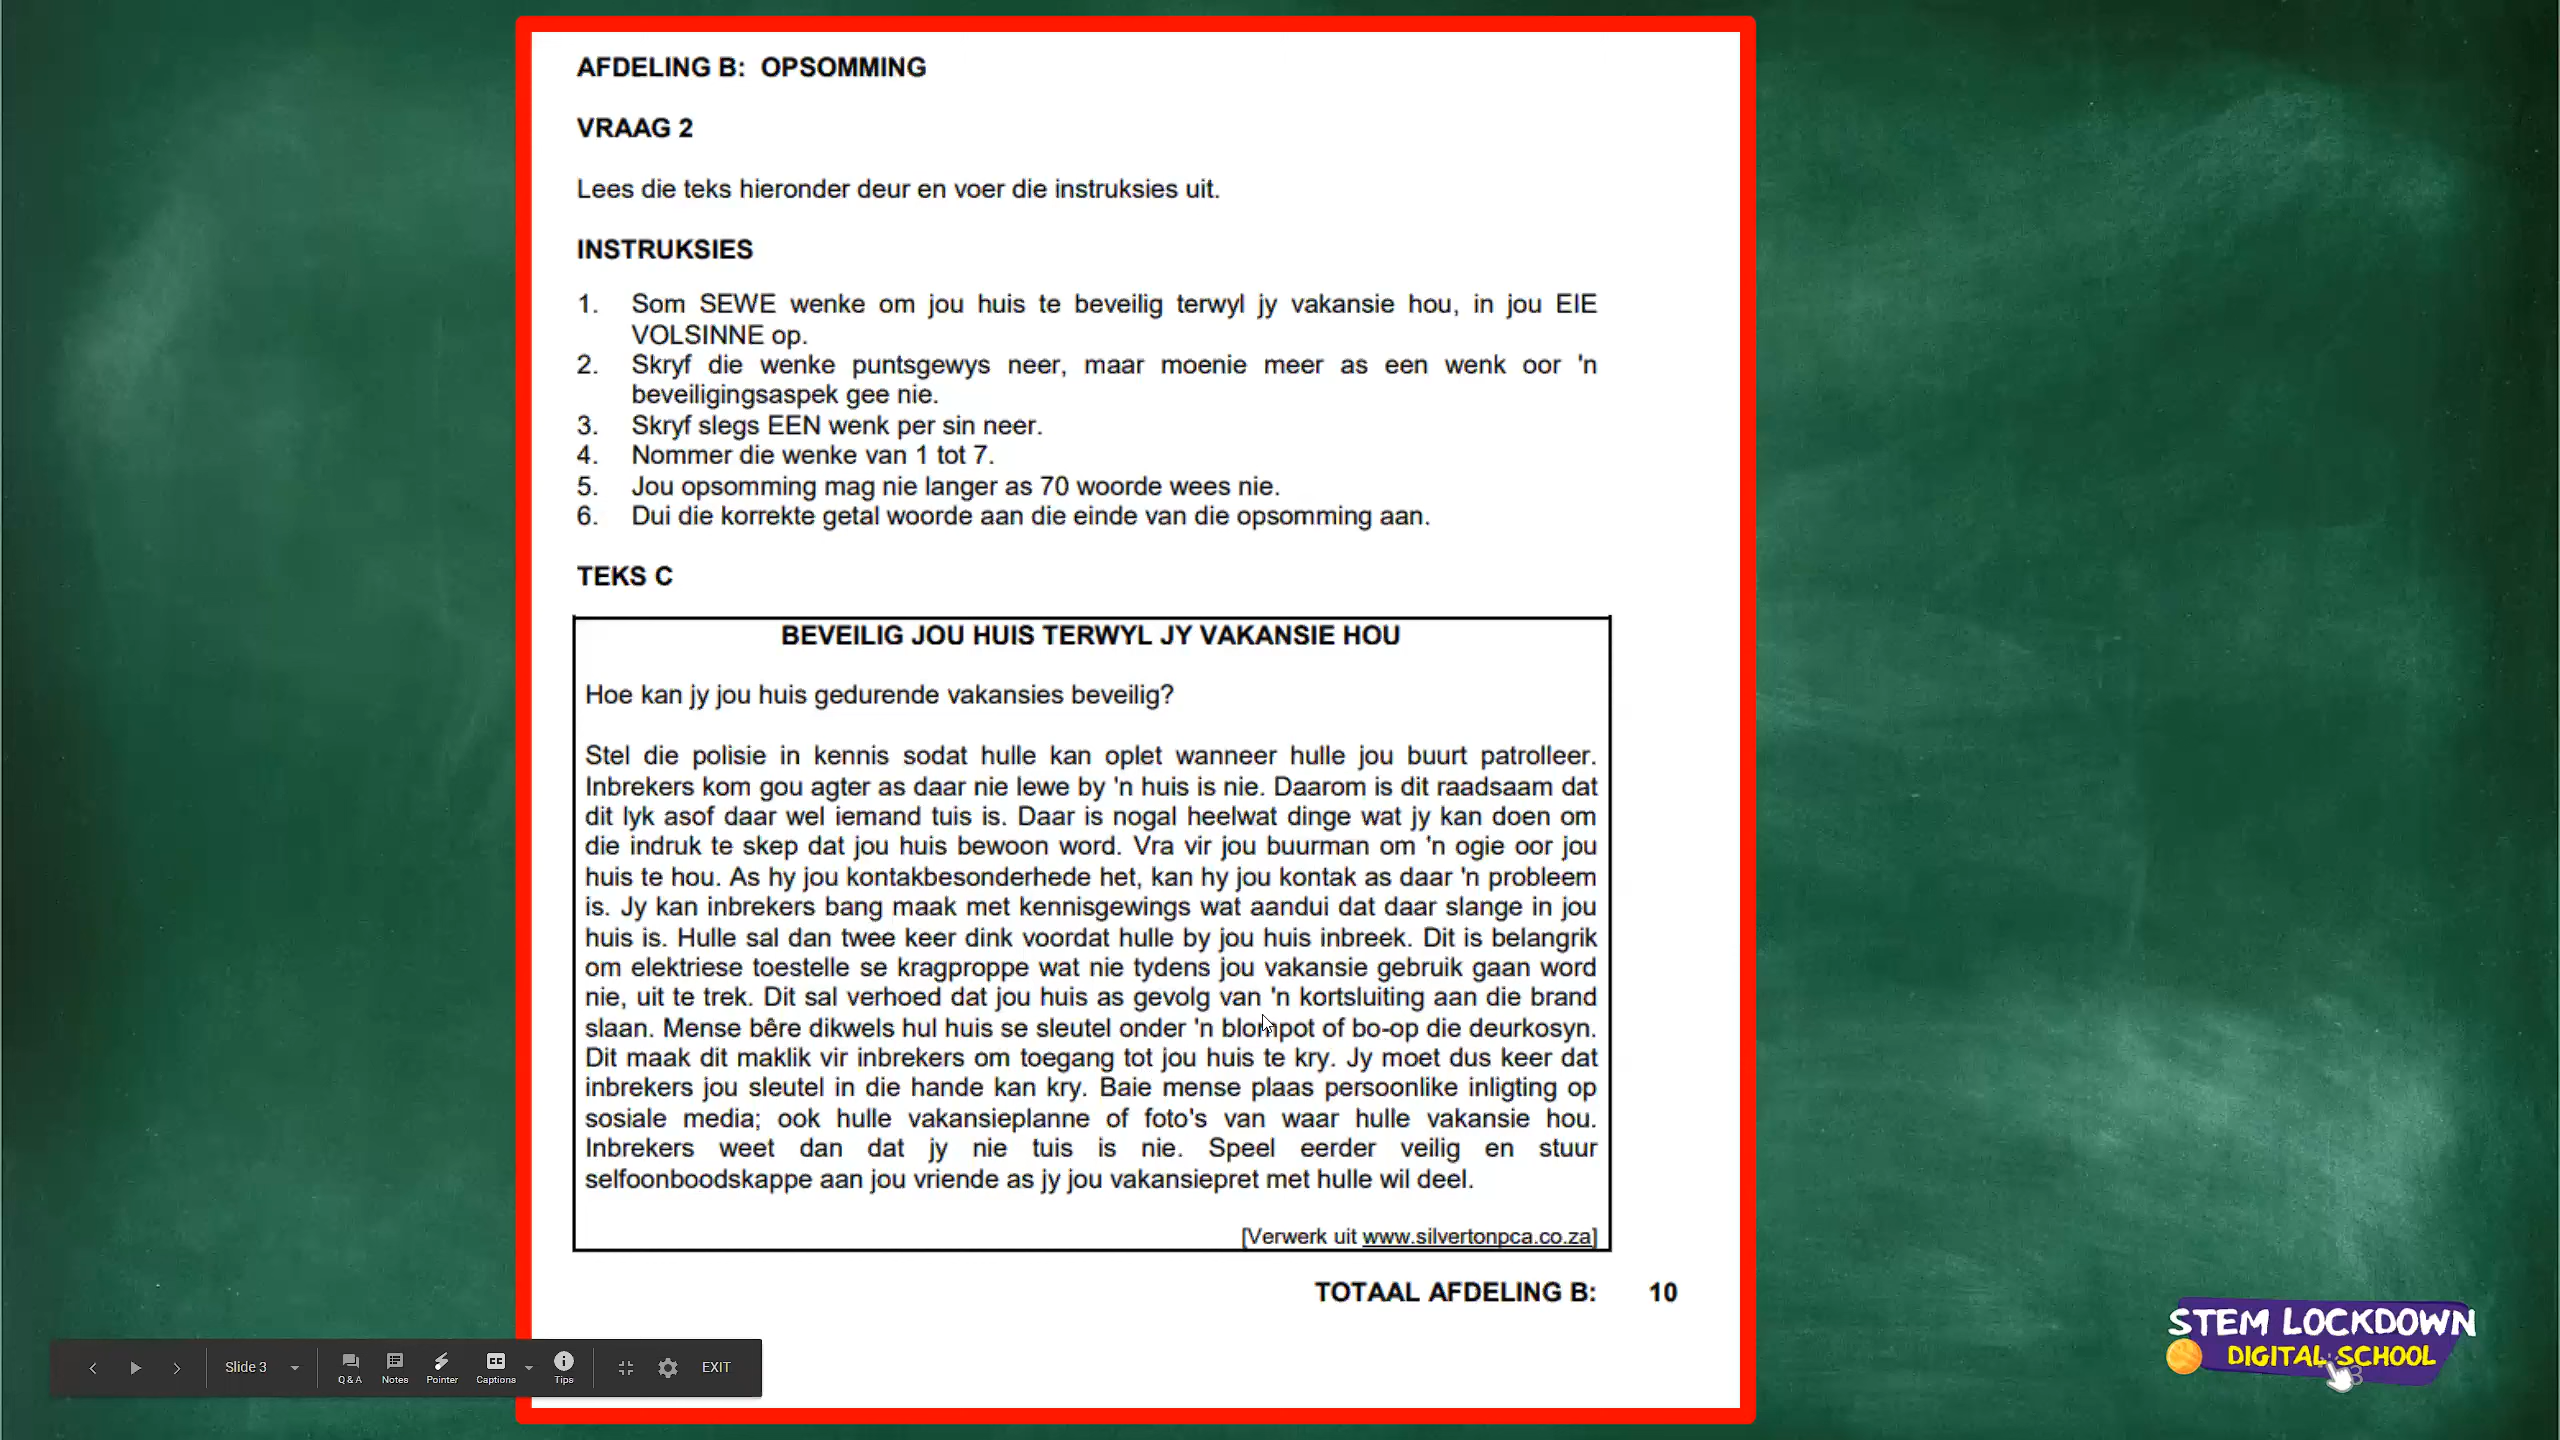 AFDELING B: OPSOMMING
VRAAG 2
Lees die teks hieronder deur en voer die instruksies uit.
INSTRUKSIES
1. Som SEWE wenke om jou huis te beveilig terwyl jy vakansie hou, in jou EIE
VOLSINNE op.
2. Skryf die wenke puntsgewys neer, maar moenie meer as een wenk oor 'n
beveiligingsaspek gee nie.
3. Skryf slegs EEN wenk per sin neer.
4. Nommer die wenke van 1 tot 7.
5. Jou opsomming mag nie langer as 70 woorde wees nie.
6. Dui die korrekte getal woorde aan die einde van die opsomming aan.
TEKS C
BEVEILIG JOU HUIS TERWYL JY VAKANSIE HOU
Hoe kan jy jou huis gedurende vakansies beveilig?
Stel die polisie in kennis sodat hulle kan oplet wanneer hulle jou buurt patrolleer.
Inbrekers kom gou agter as daar nie lewe by 'n huis is nie. Daarom is dit raadsaam dat
dit lyk asof daar wel iemand tuis is. Daar is nogal heelwat dinge wat jy kan doen om
die indruk te skep dat jou huis bewoon word. Vra vir jou buurman om 'n ogie oor jou
huis te hou. As hy jou kontakbesonderhede het, kan hy jou kontak as daar 'n probleem
is. Jy kan inbrekers bang maak met kennisgewings wat aandui dat daar slange in jou
huis is. Hulle sal dan twee keer dink voordat hulle by jou huis inbreek. Dit is belangrik
om elektriese toestelle se kragproppe wat nie tydens jou vakansie gebruik gaan word
nie, uit te trek. Dit sal verhoed dat jou huis as gevolg van 'n kortsluiting aan die brand
slaan. Mense bêre dikwels hul huis se sleutel onder 'n blompot of bo-op die deurkosyn.
Dit maak dit maklik vir inbrekers om toegang tot jou huis te kry. Jy moet dus keer dat
inbrekers jou sleutel in die hande kan kry. Baie mense plaas persoonlike inligting op
sosiale media; ook hulle vakansieplanne of foto's van waar hulle vakansie hou.
Inbrekers weet dan dat jy nie tuis is nie. Speel eerder veilig en stuur
selfoonboodskappe aan jou vriende as jy jou vakansiepret met hulle wil deel.
[Verwerk uit www.silvertonpca.co.za]
TOTAAL AFDELING B: 10
Slide 3
Q & A
Notes
Pointer
CC
Captions
Tips
EXIT
STEM LOCKDOWN
DIGITAL SCHOOL
3